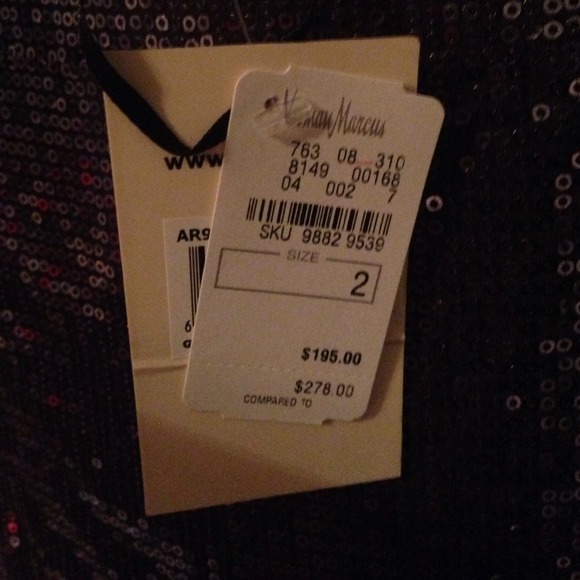 Neiman Marcus
763 08 310
8149 00168
04 002 7
SKU 9882 9539
SIZE
2
$195.00
$278.00
COMPARED TO
www
AR9
6